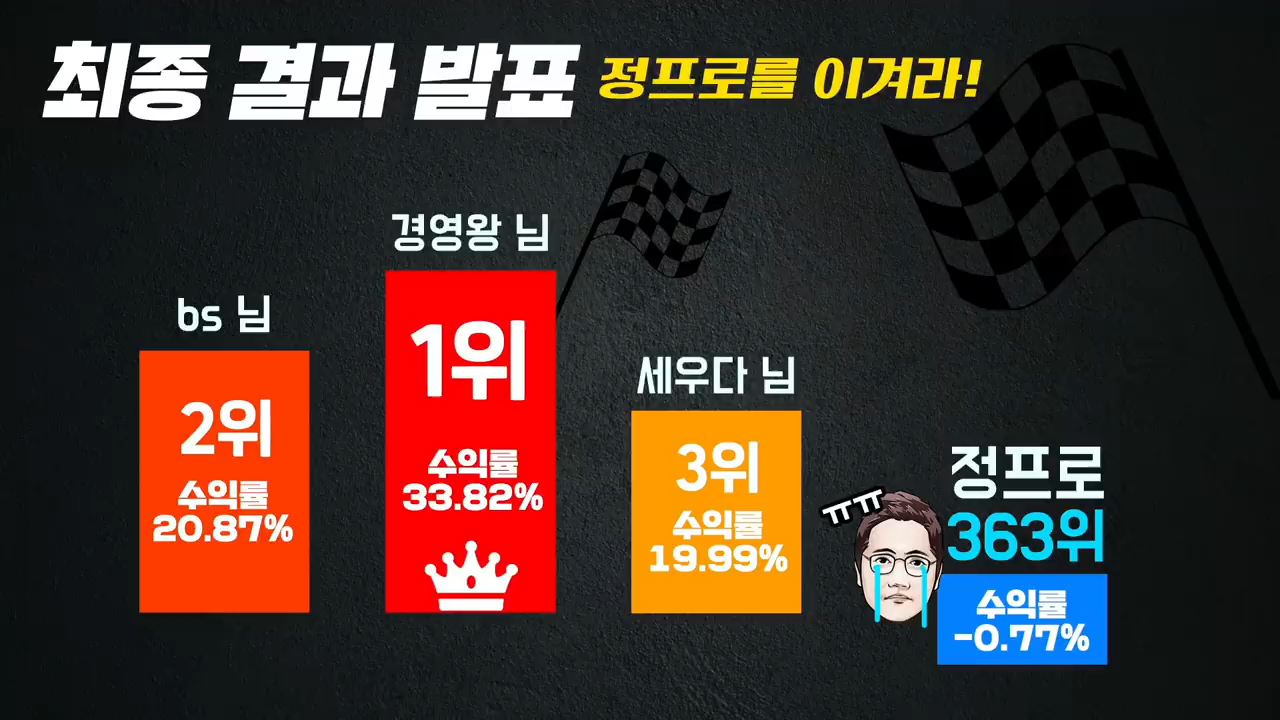 최종 결과 발표 정프로를 이겨라!
경영왕 님
1위
수익률
33.82%
bs 님
2위
수익률
20.87%
세우다 님
3위
수익률
19.99%
ㅠㅠ
정프로
363위
수익률
-0.77%